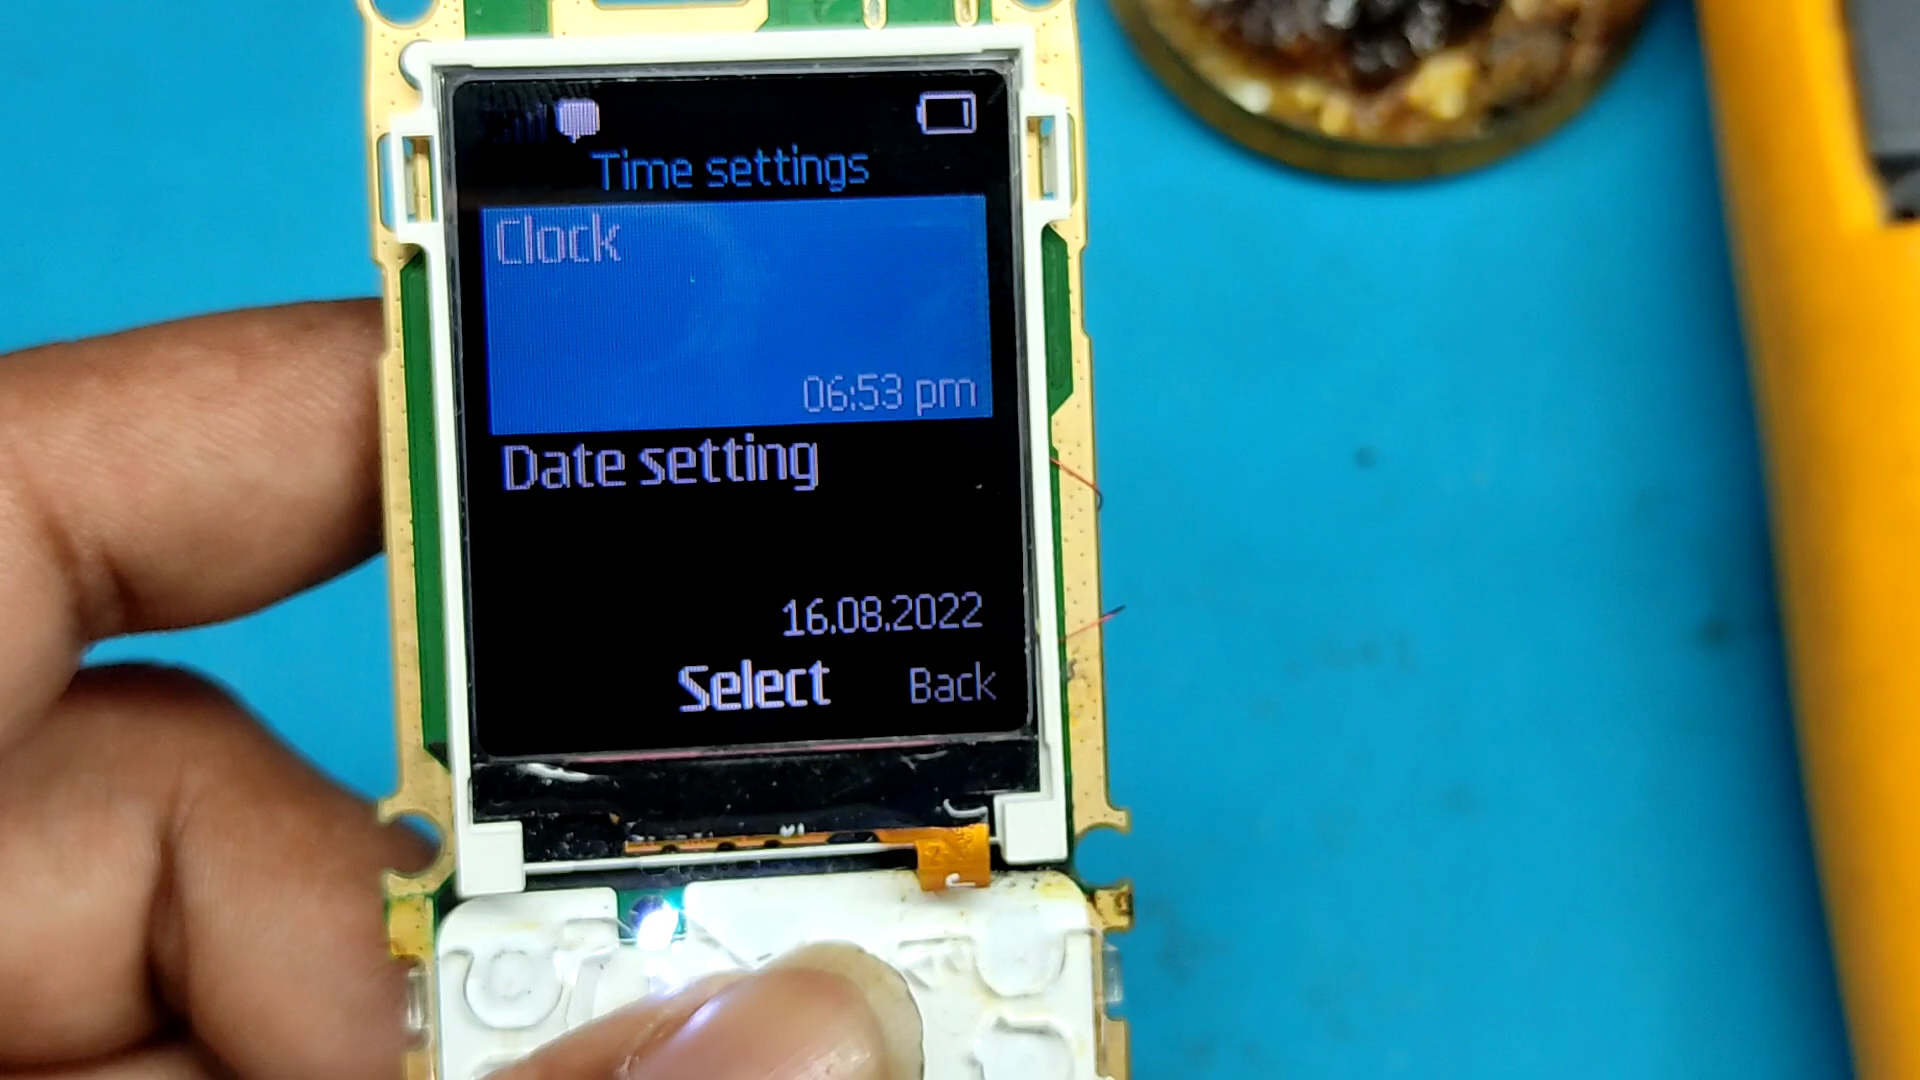 Time settings
Clock
06:53 pm
Date setting
16.08.2022
Select Back